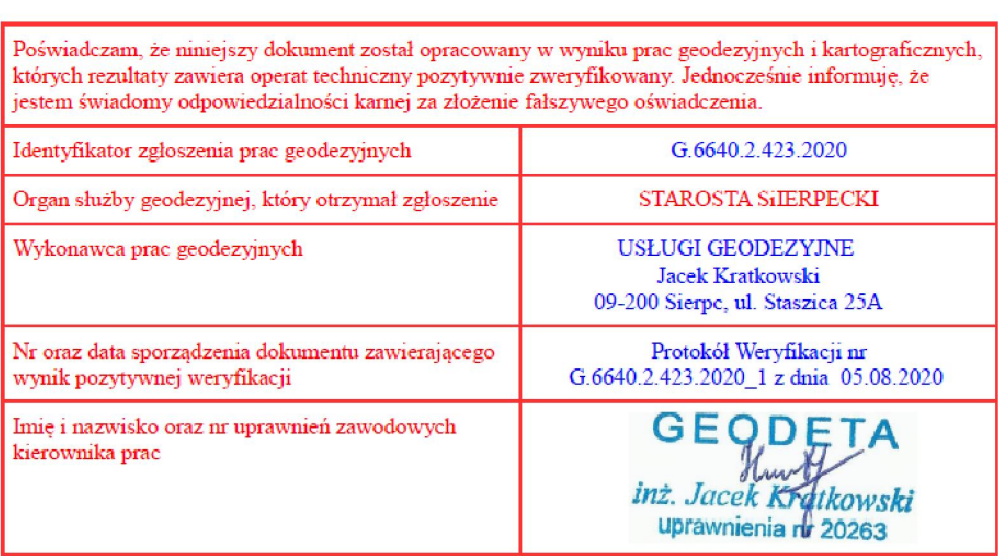 Poświadczam, że niniejszy dokument został opracowany w wyniku prac geodezyjnych i kartograficznych,
których rezultaty zawiera operat techniczny pozytywnie zweryfikowany. Jednocześnie informuję, że
jestem świadomy odpowiedzialności karnej za złożenie fałszywego oświadczenia.
Identyfikator zgłoszenia prac geodezyjnych
G.6640.2.423.2020
Organ służby geodezyjnej, który otrzymał zgłoszenie
STAROSTA SiIERPECKI
Wykonawca prac geodezyjnych
USŁUGI GEODEZYJNE
Jacek Kratkowski
09-200 Sierpc, ul. Staszica 25A
Nr oraz data sporządzenia dokumentu zawierającego
wynik pozytywnej weryfikacji
Protokół Weryfikacji nr
G.6640.2.423.2020_1 z dnia 05.08.2020
Imię i nazwisko oraz nr uprawnień zawodowych
kierownika prac
GEODETA
inż. Jacek Kratkowski
uprawnienia nr 20263